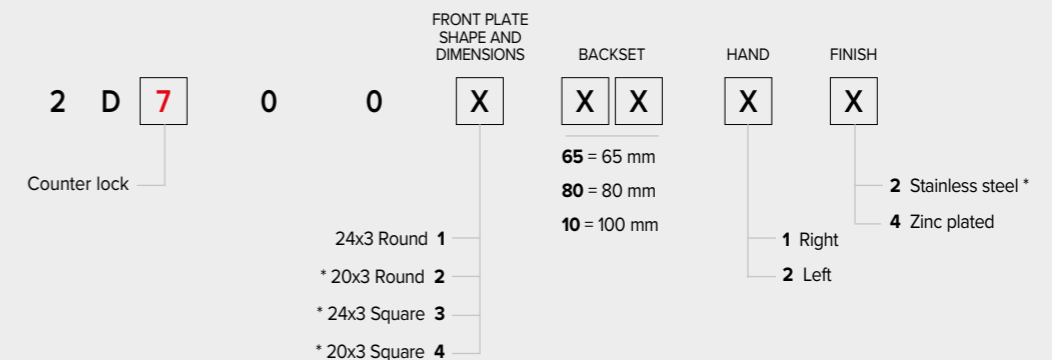 FRONT PLATE
SHAPE AND
DIMENSIONS
BACKSET
HAND
FINISH
2 D 7 0 0 X X X X X
Counter lock
65 = 65 mm
80 = 80 mm
10 = 100 mm
24x3 Round 1
* 20x3 Round 2
* 24x3 Square 3
* 20x3 Square 4
1 Right
2 Left
2 Stainless steel *
4 Zinc plated